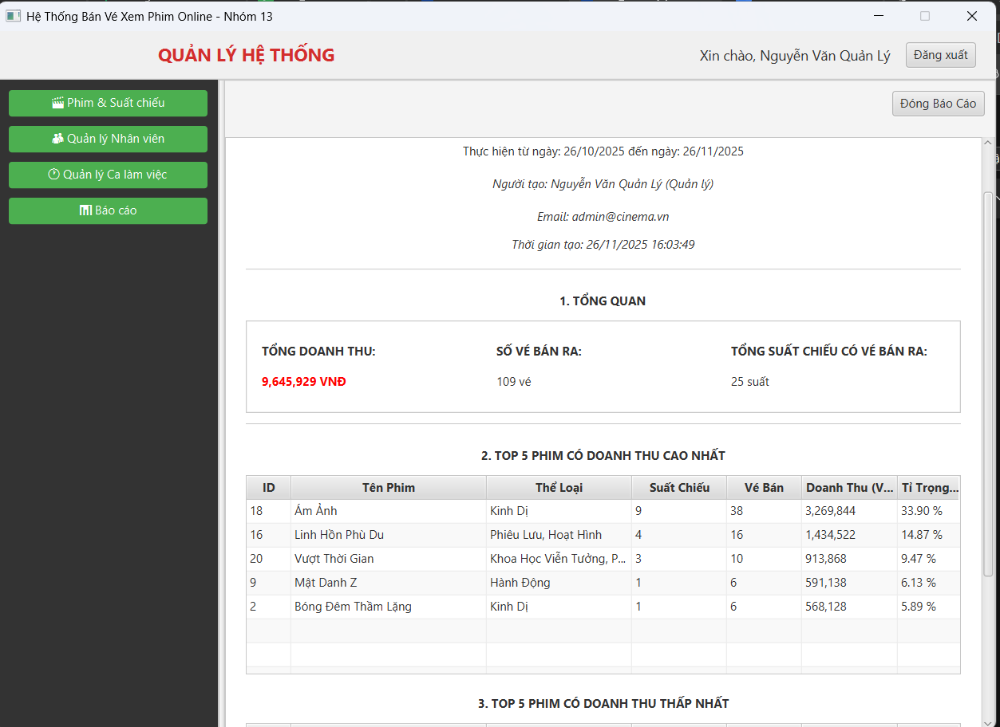 Hệ Thống Bán Vé Xem Phim Online - Nhóm 13
QUẢN LÝ HỆ THỐNG
Xin chào, Nguyễn Văn Quản Lý
Đăng xuất
Phim & Suất chiếu
Quản lý Nhân viên
Quản lý Ca làm việc
Báo cáo
Đóng Báo Cáo
Thực hiện từ ngày: 26/10/2025 đến ngày: 26/11/2025
Người tạo: Nguyễn Văn Quản Lý (Quản lý)
Email: admin@cinema.vn
Thời gian tạo: 26/11/2025 16:03:49
1. TỔNG QUAN
TỔNG DOANH THU: SỐ VÉ BÁN RA: TỔNG SUẤT CHIẾU CÓ VÉ BÁN RA:
9,645,929 VNĐ 109 vé 25 suất
2. TOP 5 PHIM CÓ DOANH THU CAO NHẤT
ID Tên Phim Thể Loại Suất Chiếu Vé Bán Doanh Thu (V... Tỉ Trọng...
18 Ám Ảnh Kinh Dị 9 38 3,269,844 33.90 %
16 Linh Hồn Phù Du Phiêu Lưu, Hoạt Hình 4 16 1,434,522 14.87 %
20 Vượt Thời Gian Khoa Học Viễn Tưởng, P... 3 10 913,868 9.47 %
9 Mật Danh Z Hành Động 1 6 591,138 6.13 %
2 Bóng Đêm Thầm Lặng Kinh Dị 1 6 568,128 5.89 %
3. TOP 5 PHIM CÓ DOANH THU THẤP NHẤT